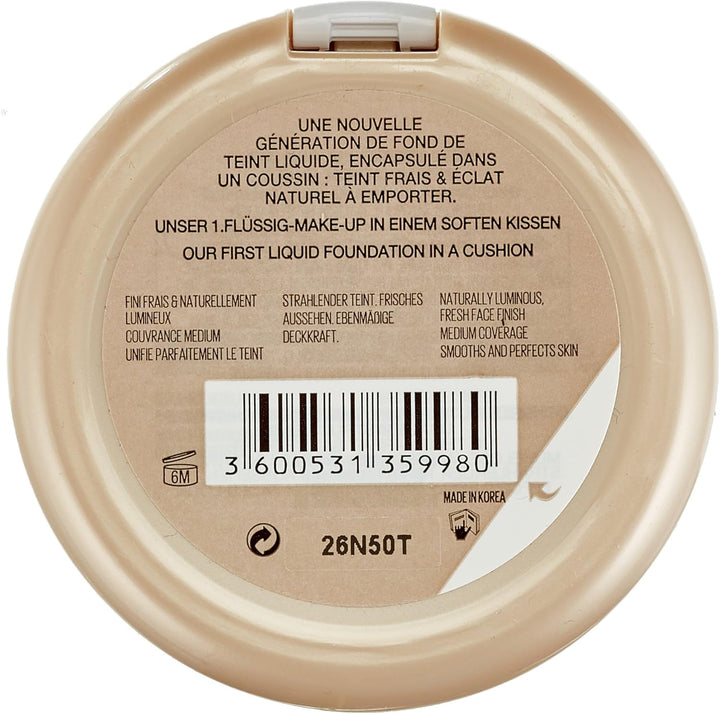 UNE NOUVELLE
GÉNÉRATION DE FOND DE
TEINT LIQUIDE, ENCAPSULÉ DANS
UN COUSSIN : TEINT FRAIS & ÉCLAT
NATUREL À EMPORTER.
UNSER 1.FLÜSSIG-MAKE-UP IN EINEM SOFTEN KISSEN
OUR FIRST LIQUID FOUNDATION IN A CUSHION
FINI FRAIS & NATURELLEMENT
LUMINEUX
COUVRANCE MEDIUM
UNIFIE PARFAITEMENT LE TEINT
STRAHLENDER TEINT. FRISCHES
AUSSEHEN. EBENMÄßIGE
DECKKRAFT.
NATURALLY LUMINOUS,
FRESH FACE FINISH
MEDIUM COVERAGE
SMOOTHS AND PERFECTS SKIN
6M
3 600531 359980
MADE IN KOREA
26N50T